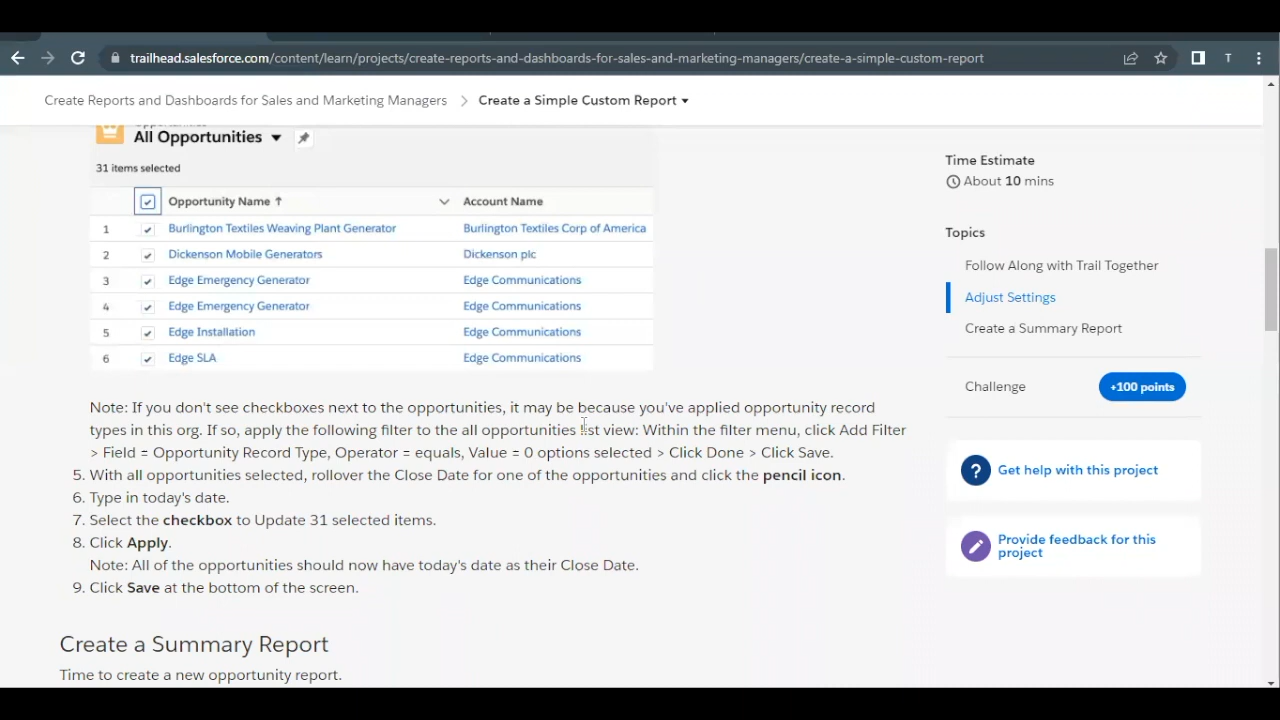 trailhead.salesforce.com/content/learn/projects/create-reports-and-dashboards-for-sales-and-marketing-managers/create-a-simple-custom-report
T
Create Reports and Dashboards for Sales and Marketing Managers > Create a Simple Custom Report
All Opportunities
31 items selected
Opportunity Name ↑ Account Name
1 Burlington Textiles Weaving Plant Generator Burlington Textiles Corp of America
2 Dickenson Mobile Generators Dickenson plc
3 Edge Emergency Generator Edge Communications
4 Edge Emergency Generator Edge Communications
5 Edge Installation Edge Communications
6 Edge SLA Edge Communications
Note: If you don't see checkboxes next to the opportunities, it may be because you've applied opportunity record
types in this org. If so, apply the following filter to the all opportunities list view: Within the filter menu, click Add Filter
> Field = Opportunity Record Type, Operator = equals, Value = 0 options selected > Click Done > Click Save.
5. With all opportunities selected, rollover the Close Date for one of the opportunities and click the pencil icon.
6. Type in today's date.
7. Select the checkbox to Update 31 selected items.
8. Click Apply.
Note: All of the opportunities should now have today's date as their Close Date.
9. Click Save at the bottom of the screen.
Create a Summary Report
Time to create a new opportunity report.
Time Estimate
About 10 mins
Topics
Follow Along with Trail Together
Adjust Settings
Create a Summary Report
Challenge +100 points
? Get help with this project
Provide feedback for this
project